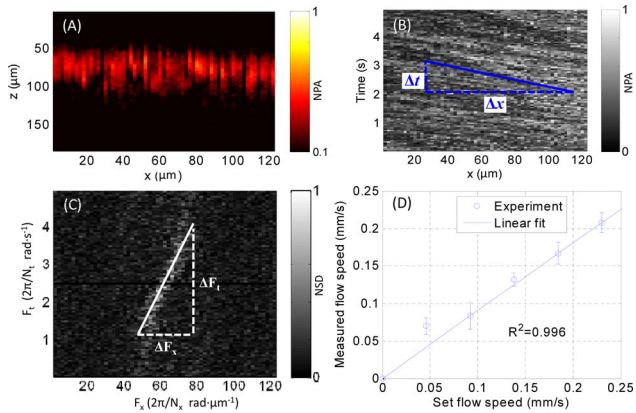 (A)
z (μm)
50
100
150
20 40 60 80 100 120
x (μm)
1
NPA
0.1
(B)
Time (s)
4
3
2
1
Δt
Δx
20 40 60 80 100 120
x (μm)
1
NPA
0
(C)
F_t (2π/N_t rad·s⁻¹)
4
3
2
1
ΔF_t
ΔF_x
20 40 60 80 100 120
F_x (2π/N_x rad·μm⁻¹)
1
NSD
0
(D)
Measured flow speed (mm/s)
0.25
0.2
0.15
0.1
0.05
0
Experiment
Linear fit
R²=0.996
0 0.05 0.1 0.15 0.2 0.25
Set flow speed (mm/s)